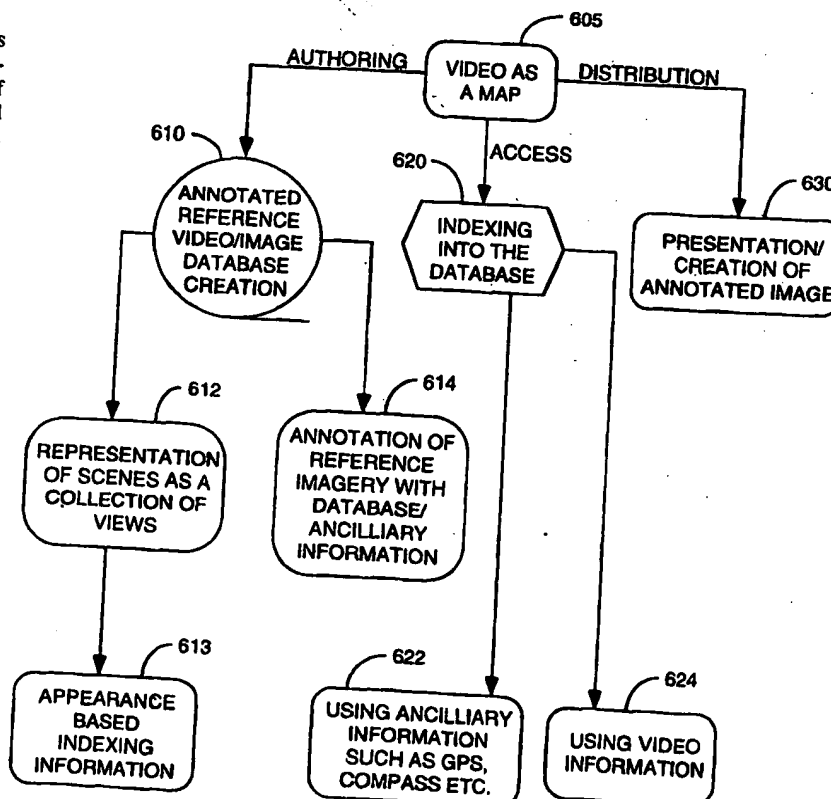 605
VIDEO AS
A MAP
AUTHORING
DISTRIBUTION
ACCESS
610
ANNOTATED
REFERENCE
VIDEO/IMAGE
DATABASE
CREATION
620
INDEXING
INTO THE
DATABASE
630
PRESENTATION/
CREATION OF
ANNOTATED IMAGE
612
REPRESENTATION
OF SCENES AS A
COLLECTION OF
VIEWS
614
ANNOTATION OF
REFERENCE
IMAGERY WITH
DATABASE/
ANCILLIARY
INFORMATION
613
APPEARANCE
BASED
INDEXING
INFORMATION
622
USING ANCILLIARY
INFORMATION
SUCH AS GPS,
COMPASS ETC.
624
USING VIDEO
INFORMATION